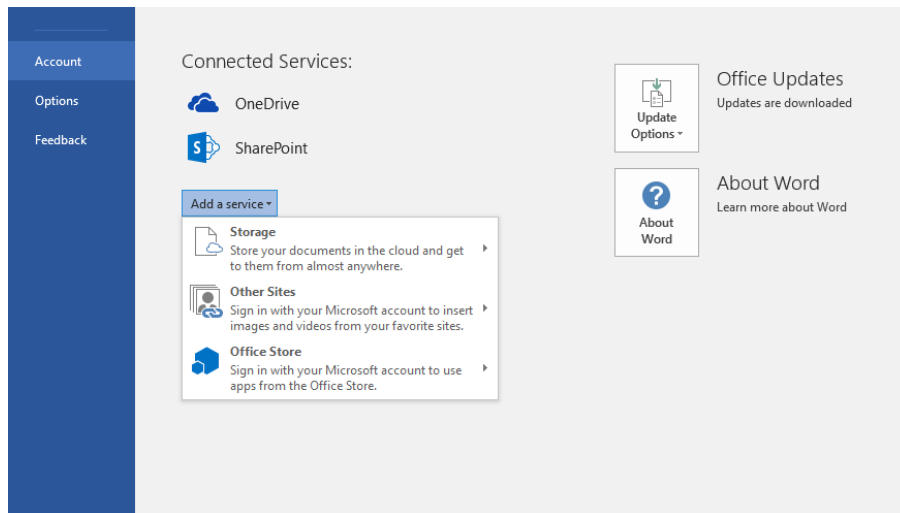 Account
Options
Feedback
Connected Services:
OneDrive
S
SharePoint
Add a service
Storage
Store your documents in the cloud and get
to them from almost anywhere.
Other Sites
Sign in with your Microsoft account to insert
images and videos from your favorite sites.
Office Store
Sign in with your Microsoft account to use
apps from the Office Store.
Update
Options
Office Updates
Updates are downloaded
?
About
Word
About Word
Learn more about Word